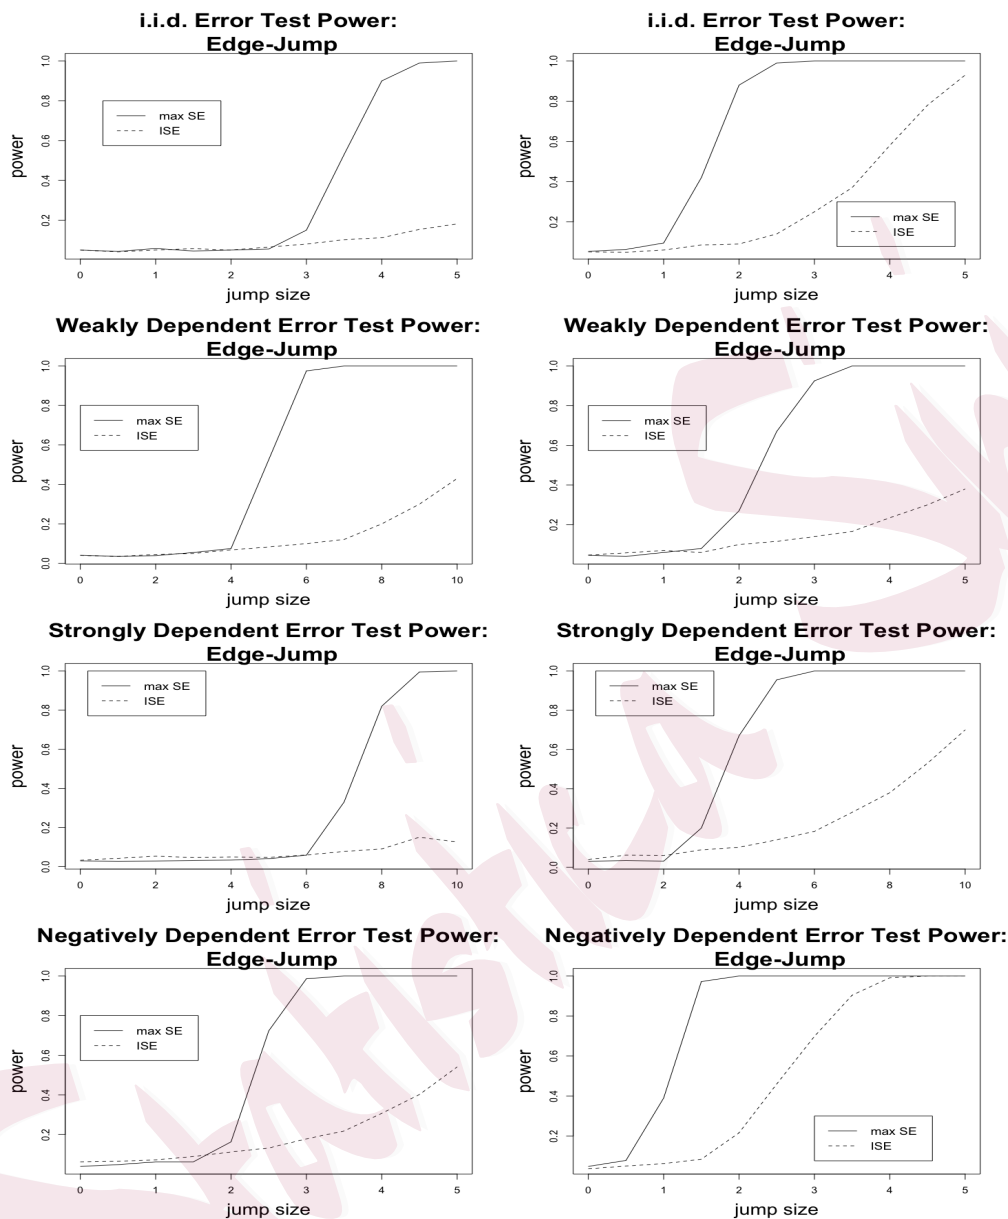 i.i.d. Error Test Power:
Edge-Jump
power
0.2 0.4 0.6 0.8 1.0
max SE
ISE
0 1 2 3 4 5
jump size
i.i.d. Error Test Power:
Edge-Jump
power
0.2 0.4 0.6 0.8 1.0
max SE
ISE
0 1 2 3 4 5
jump size
Weakly Dependent Error Test Power:
Edge-Jump
power
0.0 0.2 0.4 0.6 0.8 1.0
max SE
ISE
0 2 4 6 8 10
jump size
Weakly Dependent Error Test Power:
Edge-Jump
power
0.2 0.4 0.6 0.8 1.0
max SE
ISE
0 1 2 3 4 5
jump size
Strongly Dependent Error Test Power:
Edge-Jump
power
0.0 0.2 0.4 0.6 0.8 1.0
max SE
ISE
0 2 4 6 8 10
jump size
Strongly Dependent Error Test Power:
Edge-Jump
power
0.0 0.2 0.4 0.6 0.8 1.0
max SE
ISE
0 2 4 6 8 10
jump size
Negatively Dependent Error Test Power:
Edge-Jump
power
0.2 0.4 0.6 0.8 1.0
max SE
ISE
0 1 2 3 4 5
jump size
Negatively Dependent Error Test Power:
Edge-Jump
power
0.2 0.4 0.6 0.8 1.0
max SE
ISE
0 1 2 3 4 5
jump size
Statistica